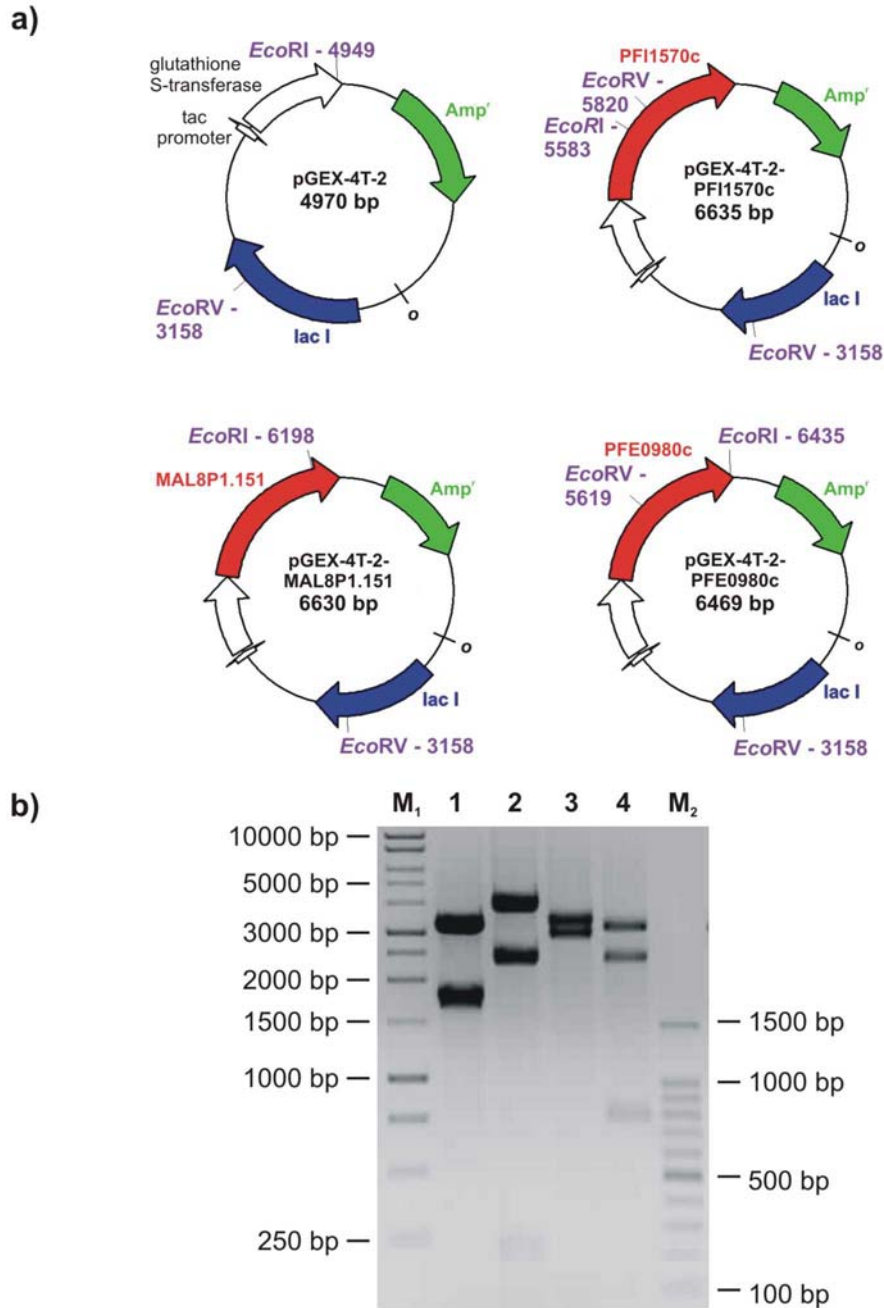 a)
EcoRI - 4949
glutathione
S-transferase
tac
promoter
Ampʳ
pGEX-4T-2
4970 bp
EcoRV -
3158
lac I
o
PFI1570c
EcoRV -
5820
EcoRI -
5583
Ampʳ
pGEX-4T-2-
PFI1570c
6635 bp
o
lac I
EcoRV - 3158
EcoRI - 6198
MAL8P1.151
Ampʳ
pGEX-4T-2-
MAL8P1.151
6630 bp
o
lac I
EcoRV - 3158
PFE0980c
EcoRI - 6435
EcoRV -
5619
Ampʳ
pGEX-4T-2-
PFE0980c
6469 bp
o
lac I
EcoRV - 3158
b)
M₁ 1 2 3 4 M₂
10000 bp
5000 bp
3000 bp
2000 bp
1500 bp
1000 bp
250 bp
1500 bp
1000 bp
500 bp
100 bp